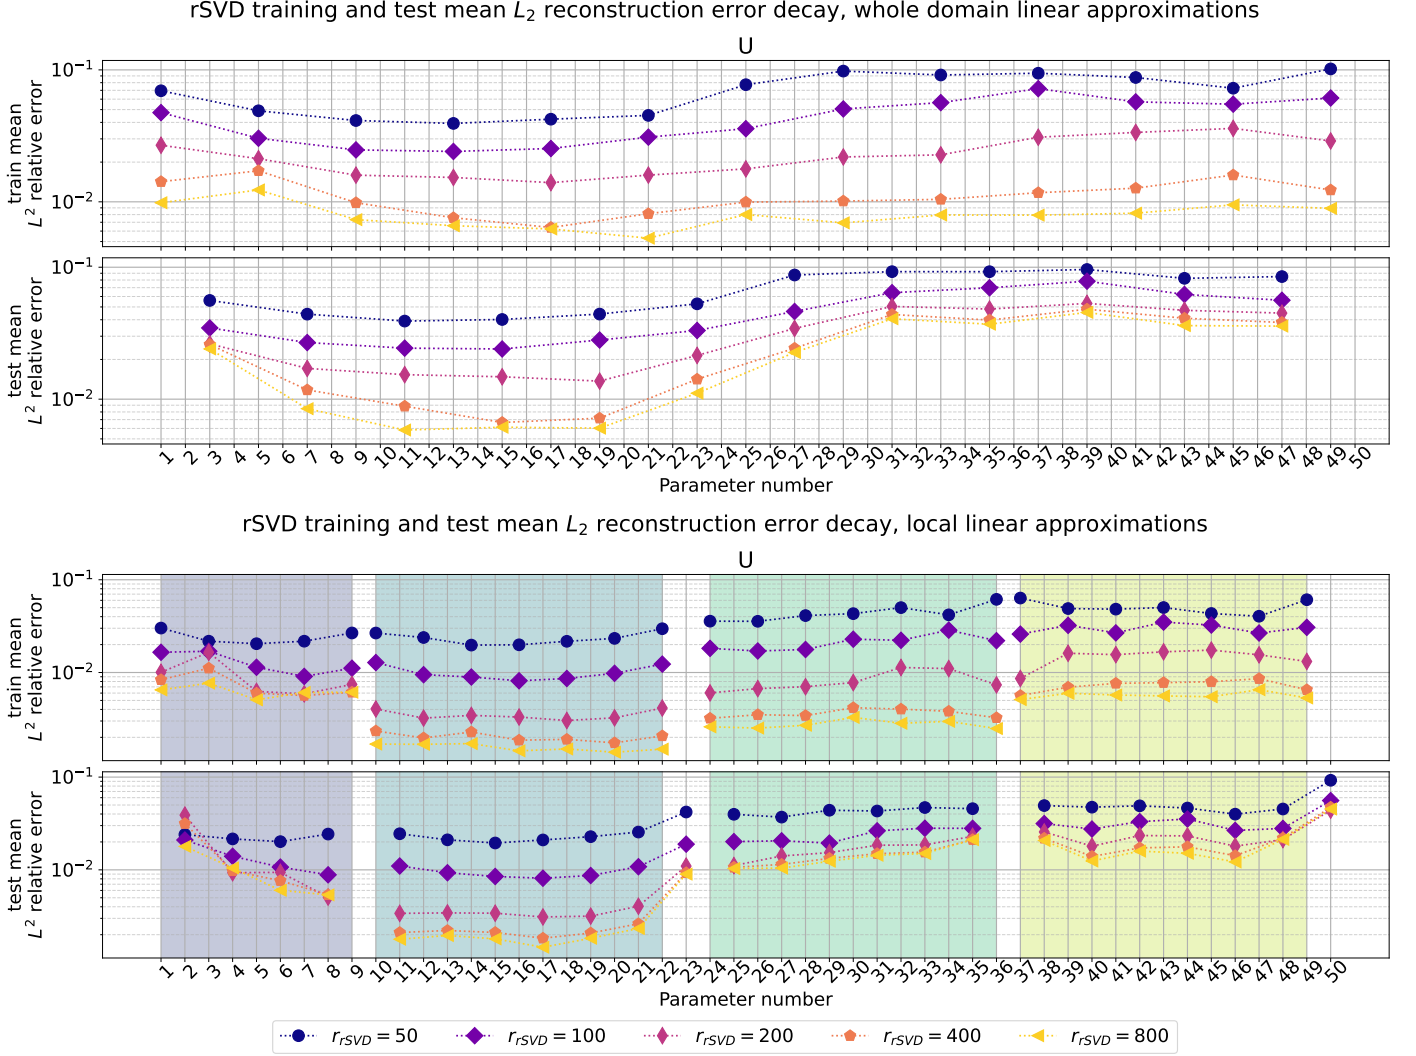 rSVD training and test mean L₂ reconstruction error decay, whole domain linear approximations
U
10⁻¹
10⁻²
train mean
L² relative error
10⁻¹
10⁻²
test mean
L² relative error
1 2 3 4 5 6 7 8 9 10 11 12 13 14 15 16 17 18 19 20 21 22 23 24 25 26 27 28 29 30 31 32 33 34 35 36 37 38 39 40 41 42 43 44 45 46 47 48 49 50
Parameter number
rSVD training and test mean L₂ reconstruction error decay, local linear approximations
U
10⁻¹
10⁻²
train mean
L² relative error
10⁻¹
10⁻²
test mean
L² relative error
1 2 3 4 5 6 7 8 9 10 11 12 13 14 15 16 17 18 19 20 21 22 23 24 25 26 27 28 29 30 31 32 33 34 35 36 37 38 39 40 41 42 43 44 45 46 47 48 49 50
Parameter number
r_rSVD = 50 r_rSVD = 100 r_rSVD = 200 r_rSVD = 400 r_rSVD = 800